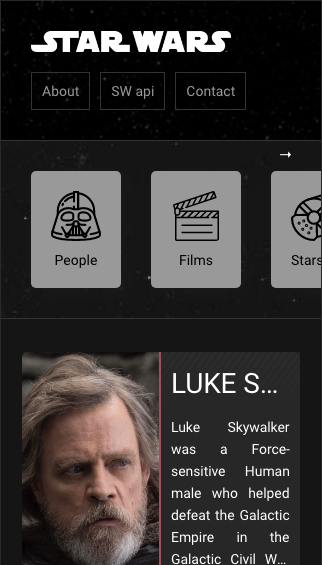 STAR WARS
About SW api Contact
→
People Films Stars
LUKE S...
Luke Skywalker
was a Force-
sensitive Human
male who helped
defeat the Galactic
Empire in the
Galactic Civil W...